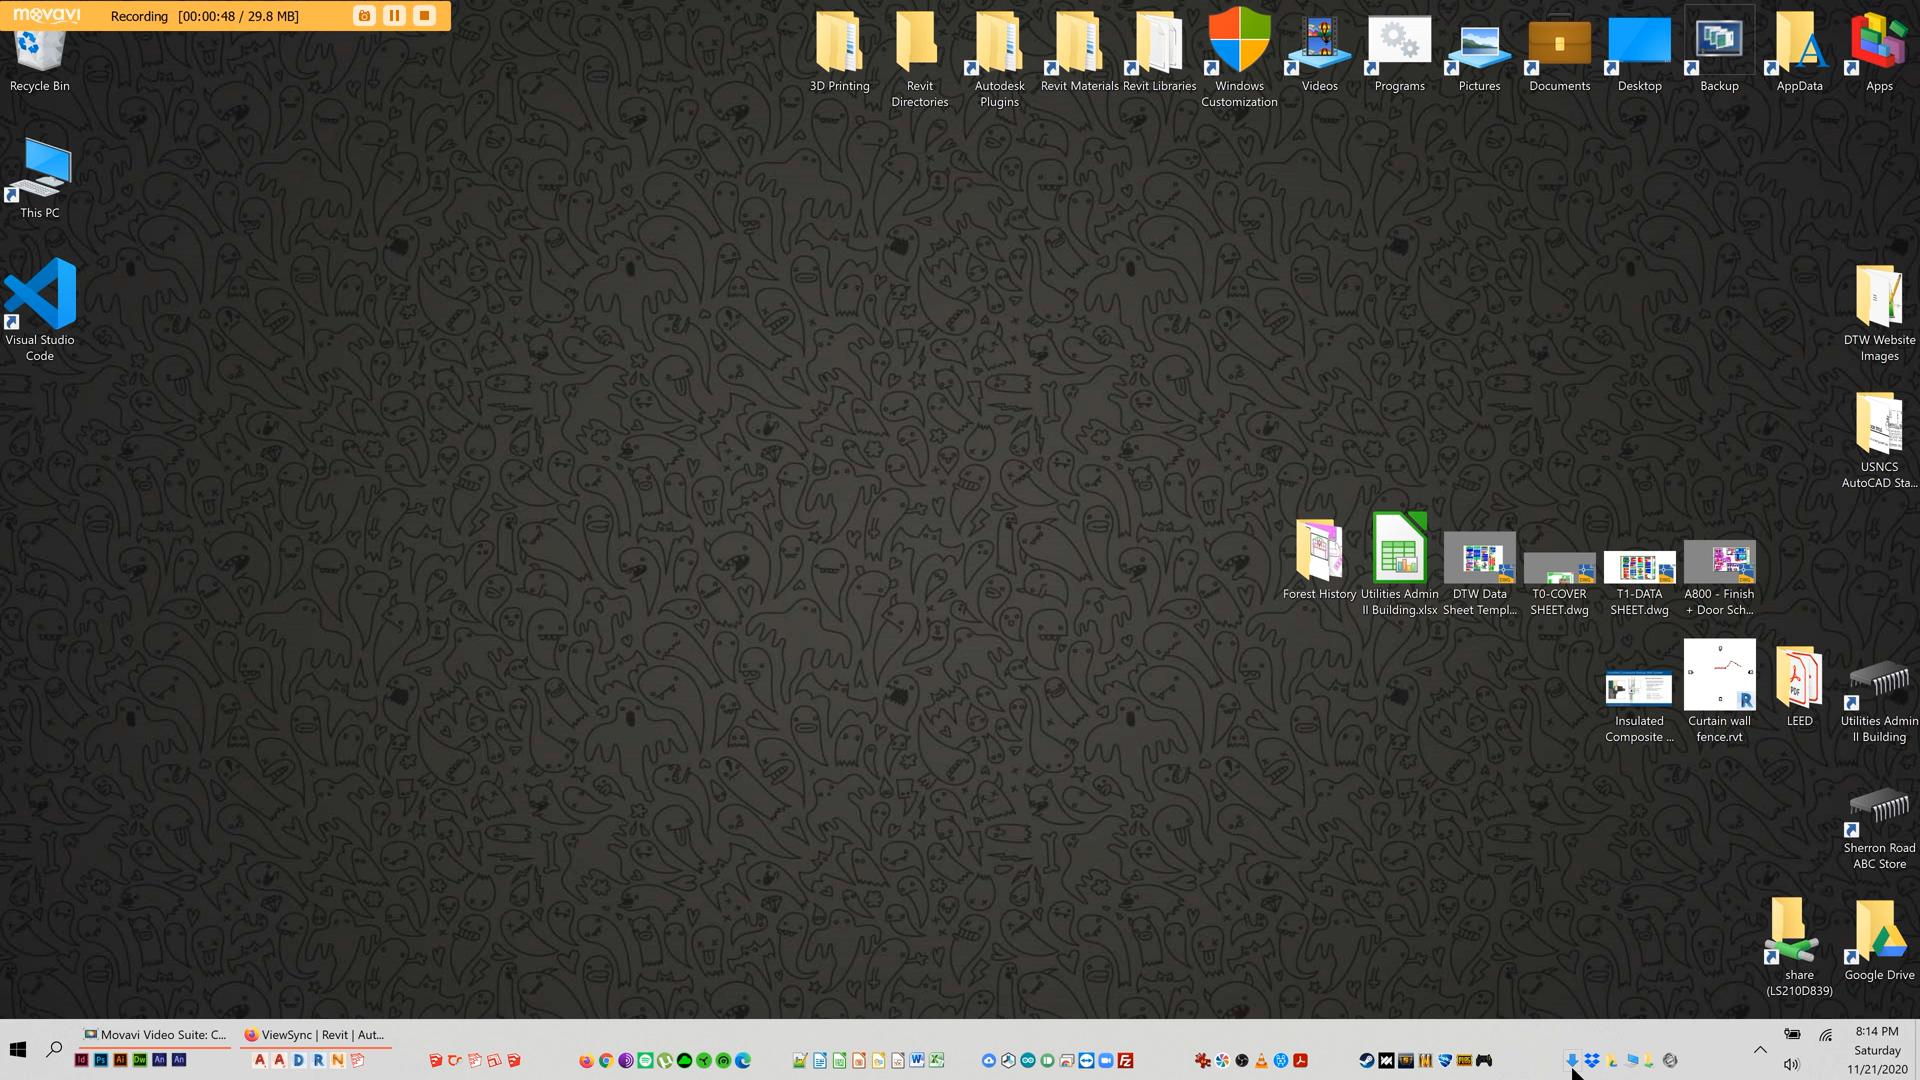 movavi
Recording [00:00:48 / 29.8 MB]
Recycle Bin
3D Printing
Revit
Directories
Autodesk
Plugins
Revit Materials
Revit Libraries
Windows
Customization
Videos
Programs
Pictures
Documents
Desktop
Backup
AppData
Apps
This PC
Visual Studio
Code
DTW Website
Images
USNCS
AutoCAD Sta...
Forest History
Utilities Admin
II Building.xlsx
DTW Data
Sheet Templ...
T0-COVER
SHEET.dwg
T1-DATA
SHEET.dwg
A800 - Finish
+ Door Sch...
Insulated
Composite ...
Curtain wall
fence.rvt
LEED
Utilities Admin
II Building
Sherron Road
ABC Store
share
(LS210D839)
Google Drive
Movavi Video Suite: C...
ViewSync | Revit | Aut...
8:14 PM
Saturday
11/21/2020